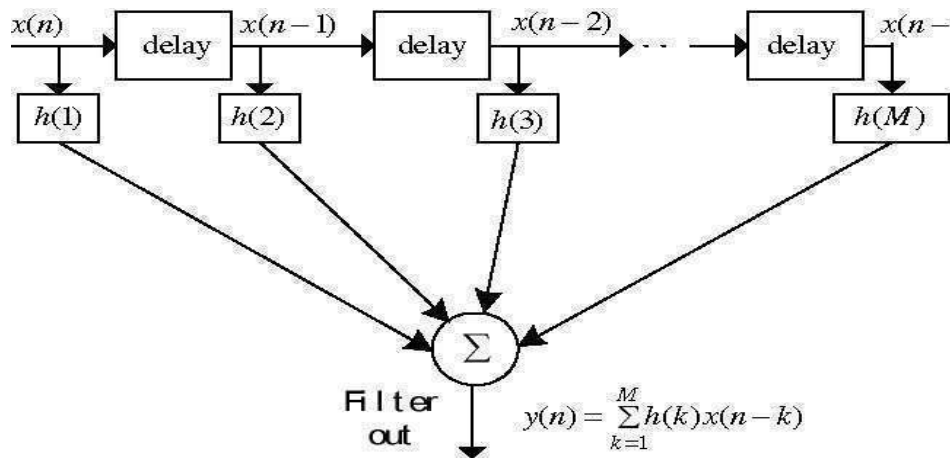 x(n) x(n−1) x(n−2) x(n−
delay delay delay
h(1) h(2) h(3) h(M)
Σ
Filter
out
y(n) = M∑k=1 h(k)x(n−k)